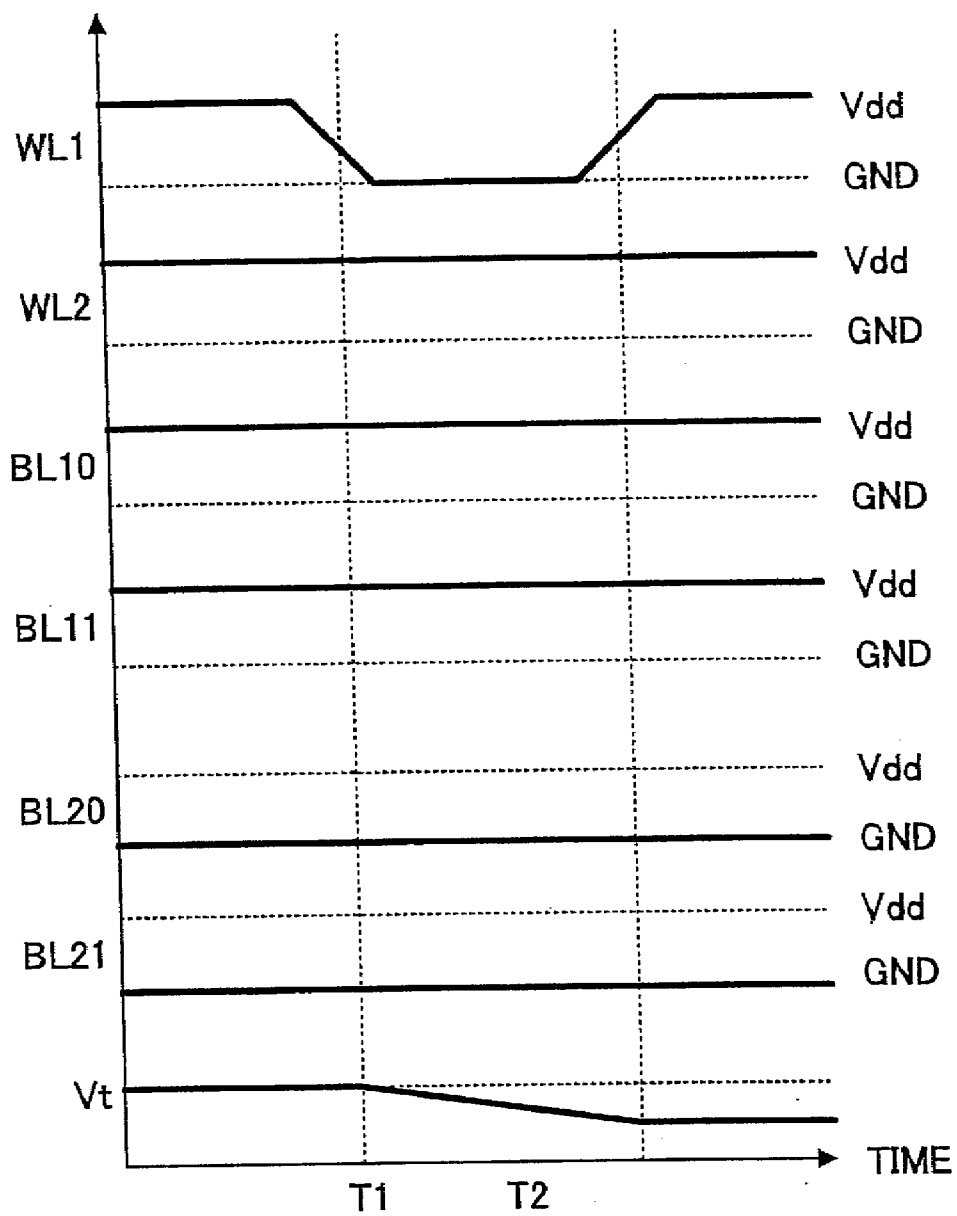 WL1
Vdd
GND
WL2
Vdd
GND
BL10
Vdd
GND
BL11
Vdd
GND
BL20
Vdd
GND
BL21
Vdd
GND
Vt
TIME
T1
T2